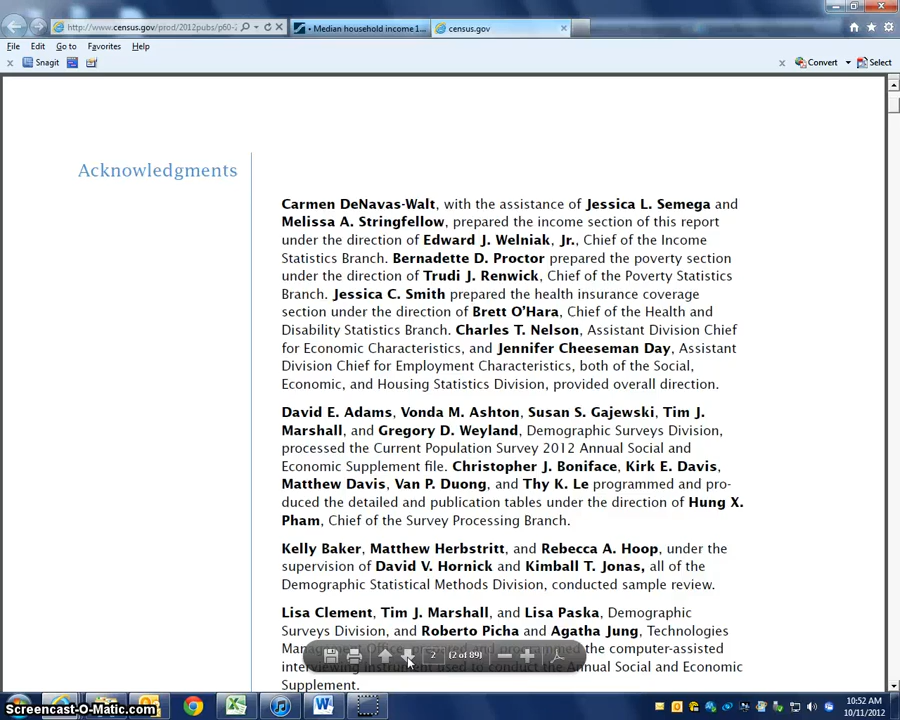 http://www.census.gov/prod/2012pubs/p60-
• Median household income 1...
census.gov
File Edit Go to Favorites Help
x Snagit
x Convert Select
Acknowledgments
Carmen DeNavas-Walt, with the assistance of Jessica L. Semega and
Melissa A. Stringfellow, prepared the income section of this report
under the direction of Edward J. Welniak, Jr., Chief of the Income
Statistics Branch. Bernadette D. Proctor prepared the poverty section
under the direction of Trudi J. Renwick, Chief of the Poverty Statistics
Branch. Jessica C. Smith prepared the health insurance coverage
section under the direction of Brett O'Hara, Chief of the Health and
Disability Statistics Branch. Charles T. Nelson, Assistant Division Chief
for Economic Characteristics, and Jennifer Cheeseman Day, Assistant
Division Chief for Employment Characteristics, both of the Social,
Economic, and Housing Statistics Division, provided overall direction.
David E. Adams, Vonda M. Ashton, Susan S. Gajewski, Tim J.
Marshall, and Gregory D. Weyland, Demographic Surveys Division,
processed the Current Population Survey 2012 Annual Social and
Economic Supplement file. Christopher J. Boniface, Kirk E. Davis,
Matthew Davis, Van P. Duong, and Thy K. Le programmed and pro-
duced the detailed and publication tables under the direction of Hung X.
Pham, Chief of the Survey Processing Branch.
Kelly Baker, Matthew Herbstritt, and Rebecca A. Hoop, under the
supervision of David V. Hornick and Kimball T. Jonas, all of the
Demographic Statistical Methods Division, conducted sample review.
Lisa Clement, Tim J. Marshall, and Lisa Paska, Demographic
Surveys Division, and Roberto Picha and Agatha Jung, Technologies
the computer-assisted
2 (2 of 89)
interviewing instrument used to conduct the Annual Social and Economic
Supplement.
Screencast-O-Matic.com
10:52 AM
10/11/2012